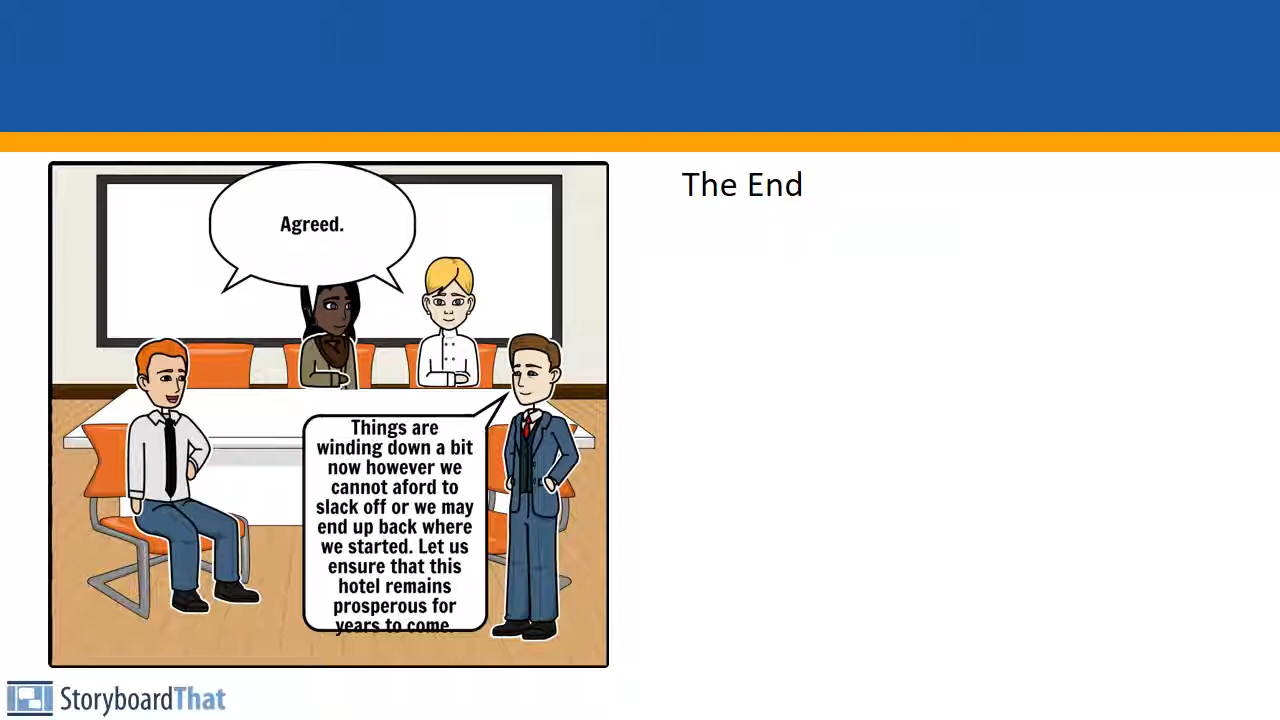 The End
Agreed.
Things are
winding down a bit
now however we
cannot aford to
slack off or we may
end up back where
we started. Let us
ensure that this
hotel remains
prosperous for
years to come
StoryboardThat